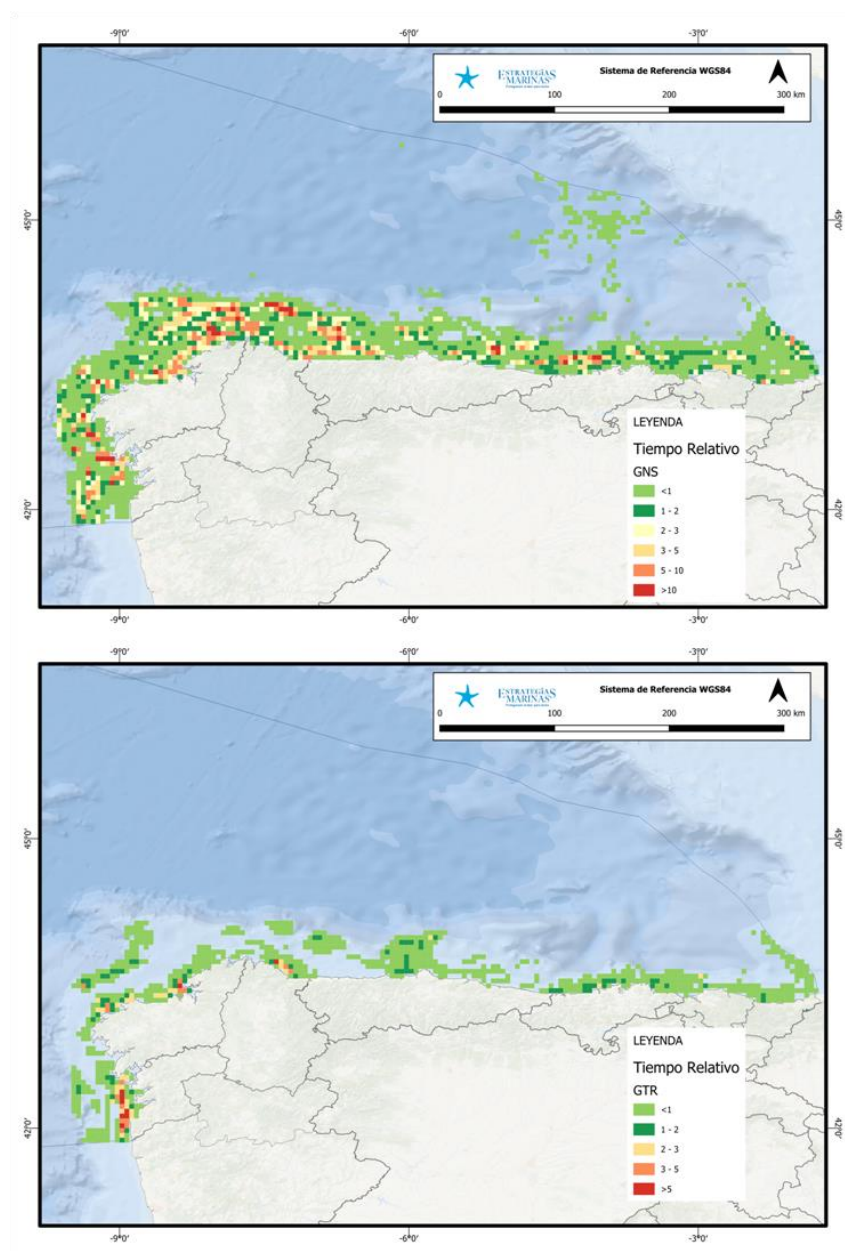 -9°0'
-6°0'
-3°0'
ESTRATEGIAS
MARINAS
Sistema de Referencia WGS84
0
100
200
300 km
45°0'
45°0'
42°0'
42°0'
LEYENDA
Tiempo Relativo
GNS
<1
1 - 2
2 - 3
3 - 5
5 - 10
>10
-9°0'
-6°0'
-3°0'
-9°0'
-6°0'
-3°0'
ESTRATEGIAS
MARINAS
Sistema de Referencia WGS84
0
100
200
300 km
45°0'
45°0'
42°0'
42°0'
LEYENDA
Tiempo Relativo
GTR
<1
1 - 2
2 - 3
3 - 5
>5
-9°0'
-6°0'
-3°0'